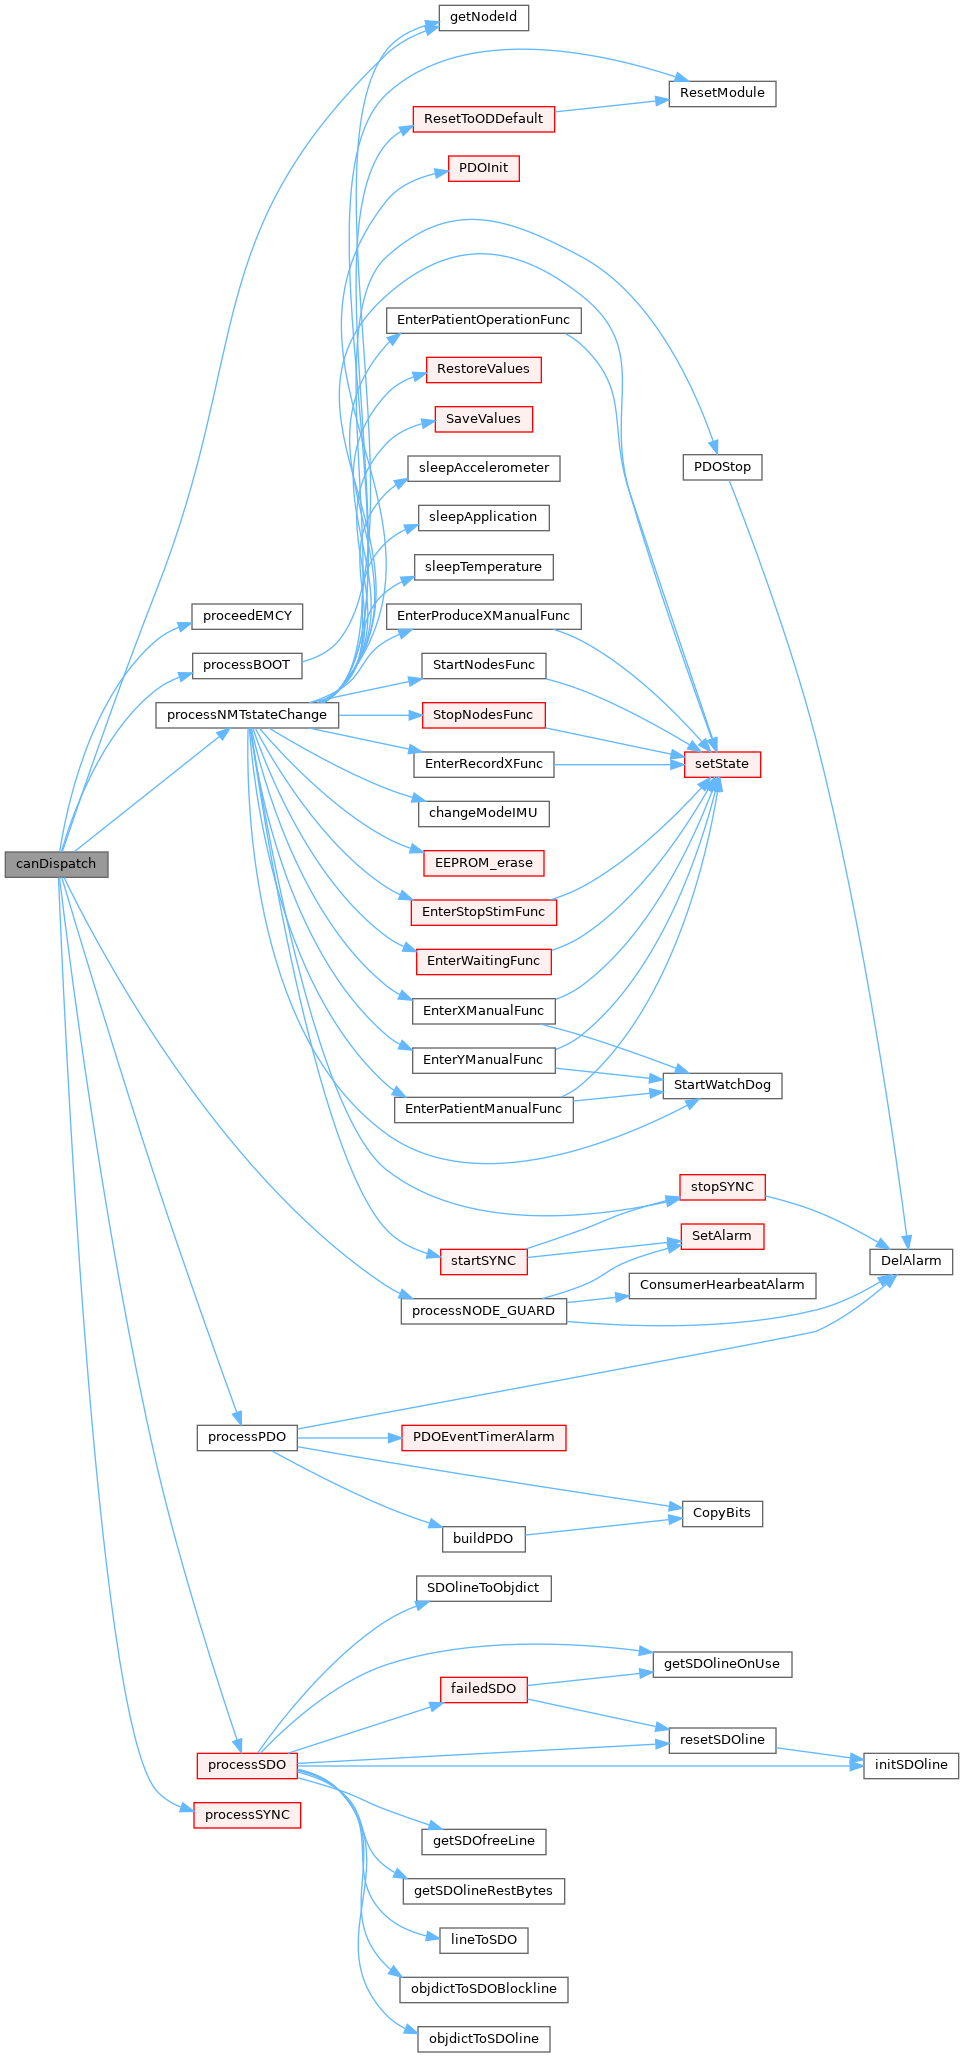 getNodeId
ResetModule
ResetToODDefault
PDOInit
EnterPatientOperationFunc
RestoreValues
SaveValues
sleepAccelerometer
PDOStop
sleepApplication
sleepTemperature
proceedEMCY
EnterProduceXManualFunc
processBOOT
StartNodesFunc
processNMTstateChange
StopNodesFunc
EnterRecordXFunc
setState
changeModeIMU
canDispatch
EEPROM_erase
EnterStopStimFunc
EnterWaitingFunc
EnterXManualFunc
EnterYManualFunc
StartWatchDog
EnterPatientManualFunc
stopSYNC
SetAlarm
startSYNC
DelAlarm
ConsumerHearbeatAlarm
processNODE_GUARD
processPDO
PDOEventTimerAlarm
CopyBits
buildPDO
SDOlineToObjdict
getSDOlineOnUse
failedSDO
resetSDOline
processSDO
initSDOline
processSYNC
getSDOfreeLine
getSDOlineRestBytes
lineToSDO
objdictToSDOBlockline
objdictToSDOline